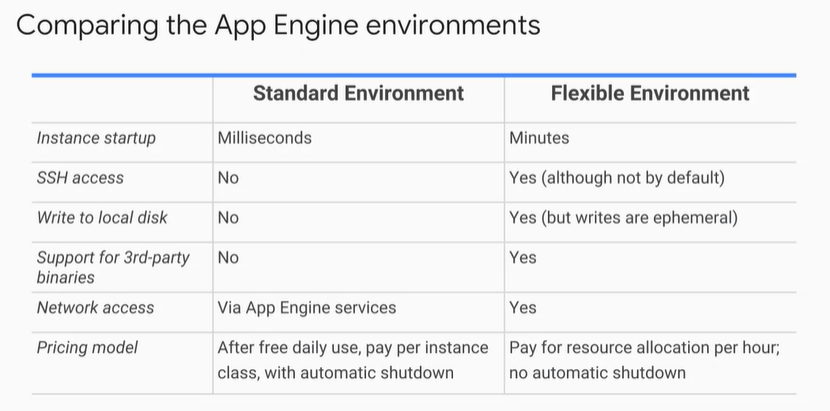 Comparing the App Engine environments
Standard Environment Flexible Environment
Instance startup Milliseconds Minutes
SSH access No Yes (although not by default)
Write to local disk No Yes (but writes are ephemeral)
Support for 3rd-party binaries No Yes
Network access Via App Engine services Yes
Pricing model After free daily use, pay per instance class, with automatic shutdown Pay for resource allocation per hour; no automatic shutdown